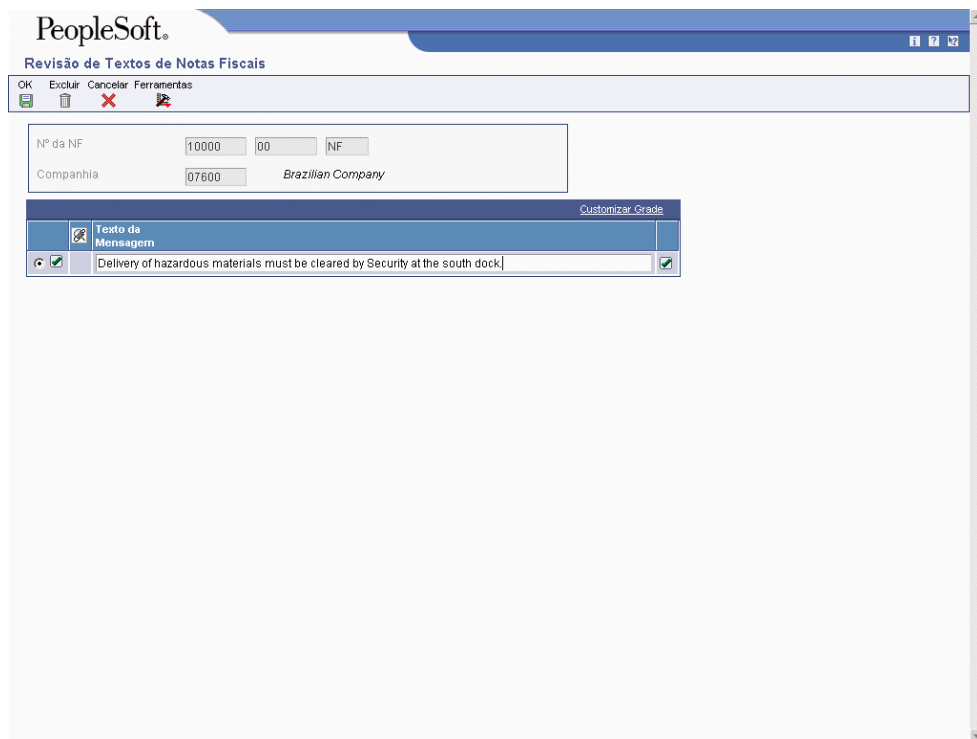 PeopleSoft®
Revisão de Textos de Notas Fiscais
OK Excluir Cancelar Ferramentas
Nº da NF 10000 00 NF
Companhia 07600 Brazilian Company
Customizar Grade
Texto da
Mensagem
Delivery of hazardous materials must be cleared by Security at the south dock.